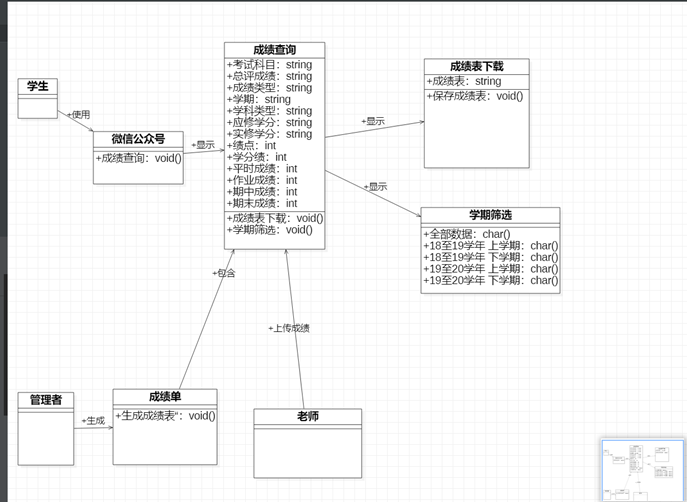 学生
+使用
微信公众号
+成绩查询：void()
+显示
成绩查询
+考试科目：string
+总评成绩：string
+成绩类型：string
+学期：string
+学科类型：string
+应修学分：string
+实修学分：string
+绩点：int
+学分绩：int
+平时成绩：int
+作业成绩：int
+期中成绩：int
+期末成绩：int
+成绩表下载：void()
+学期筛选：void()
+显示
成绩表下载
+成绩表：string
+保存成绩表：void()
+显示
学期筛选
+全部数据：char()
+18至19学年 上学期：char()
+18至19学年 下学期：char()
+19至20学年 上学期：char()
+19至20学年 下学期：char()
+包含
+上传成绩
管理者
+生成
成绩单
+生成成绩表“：void()
老师